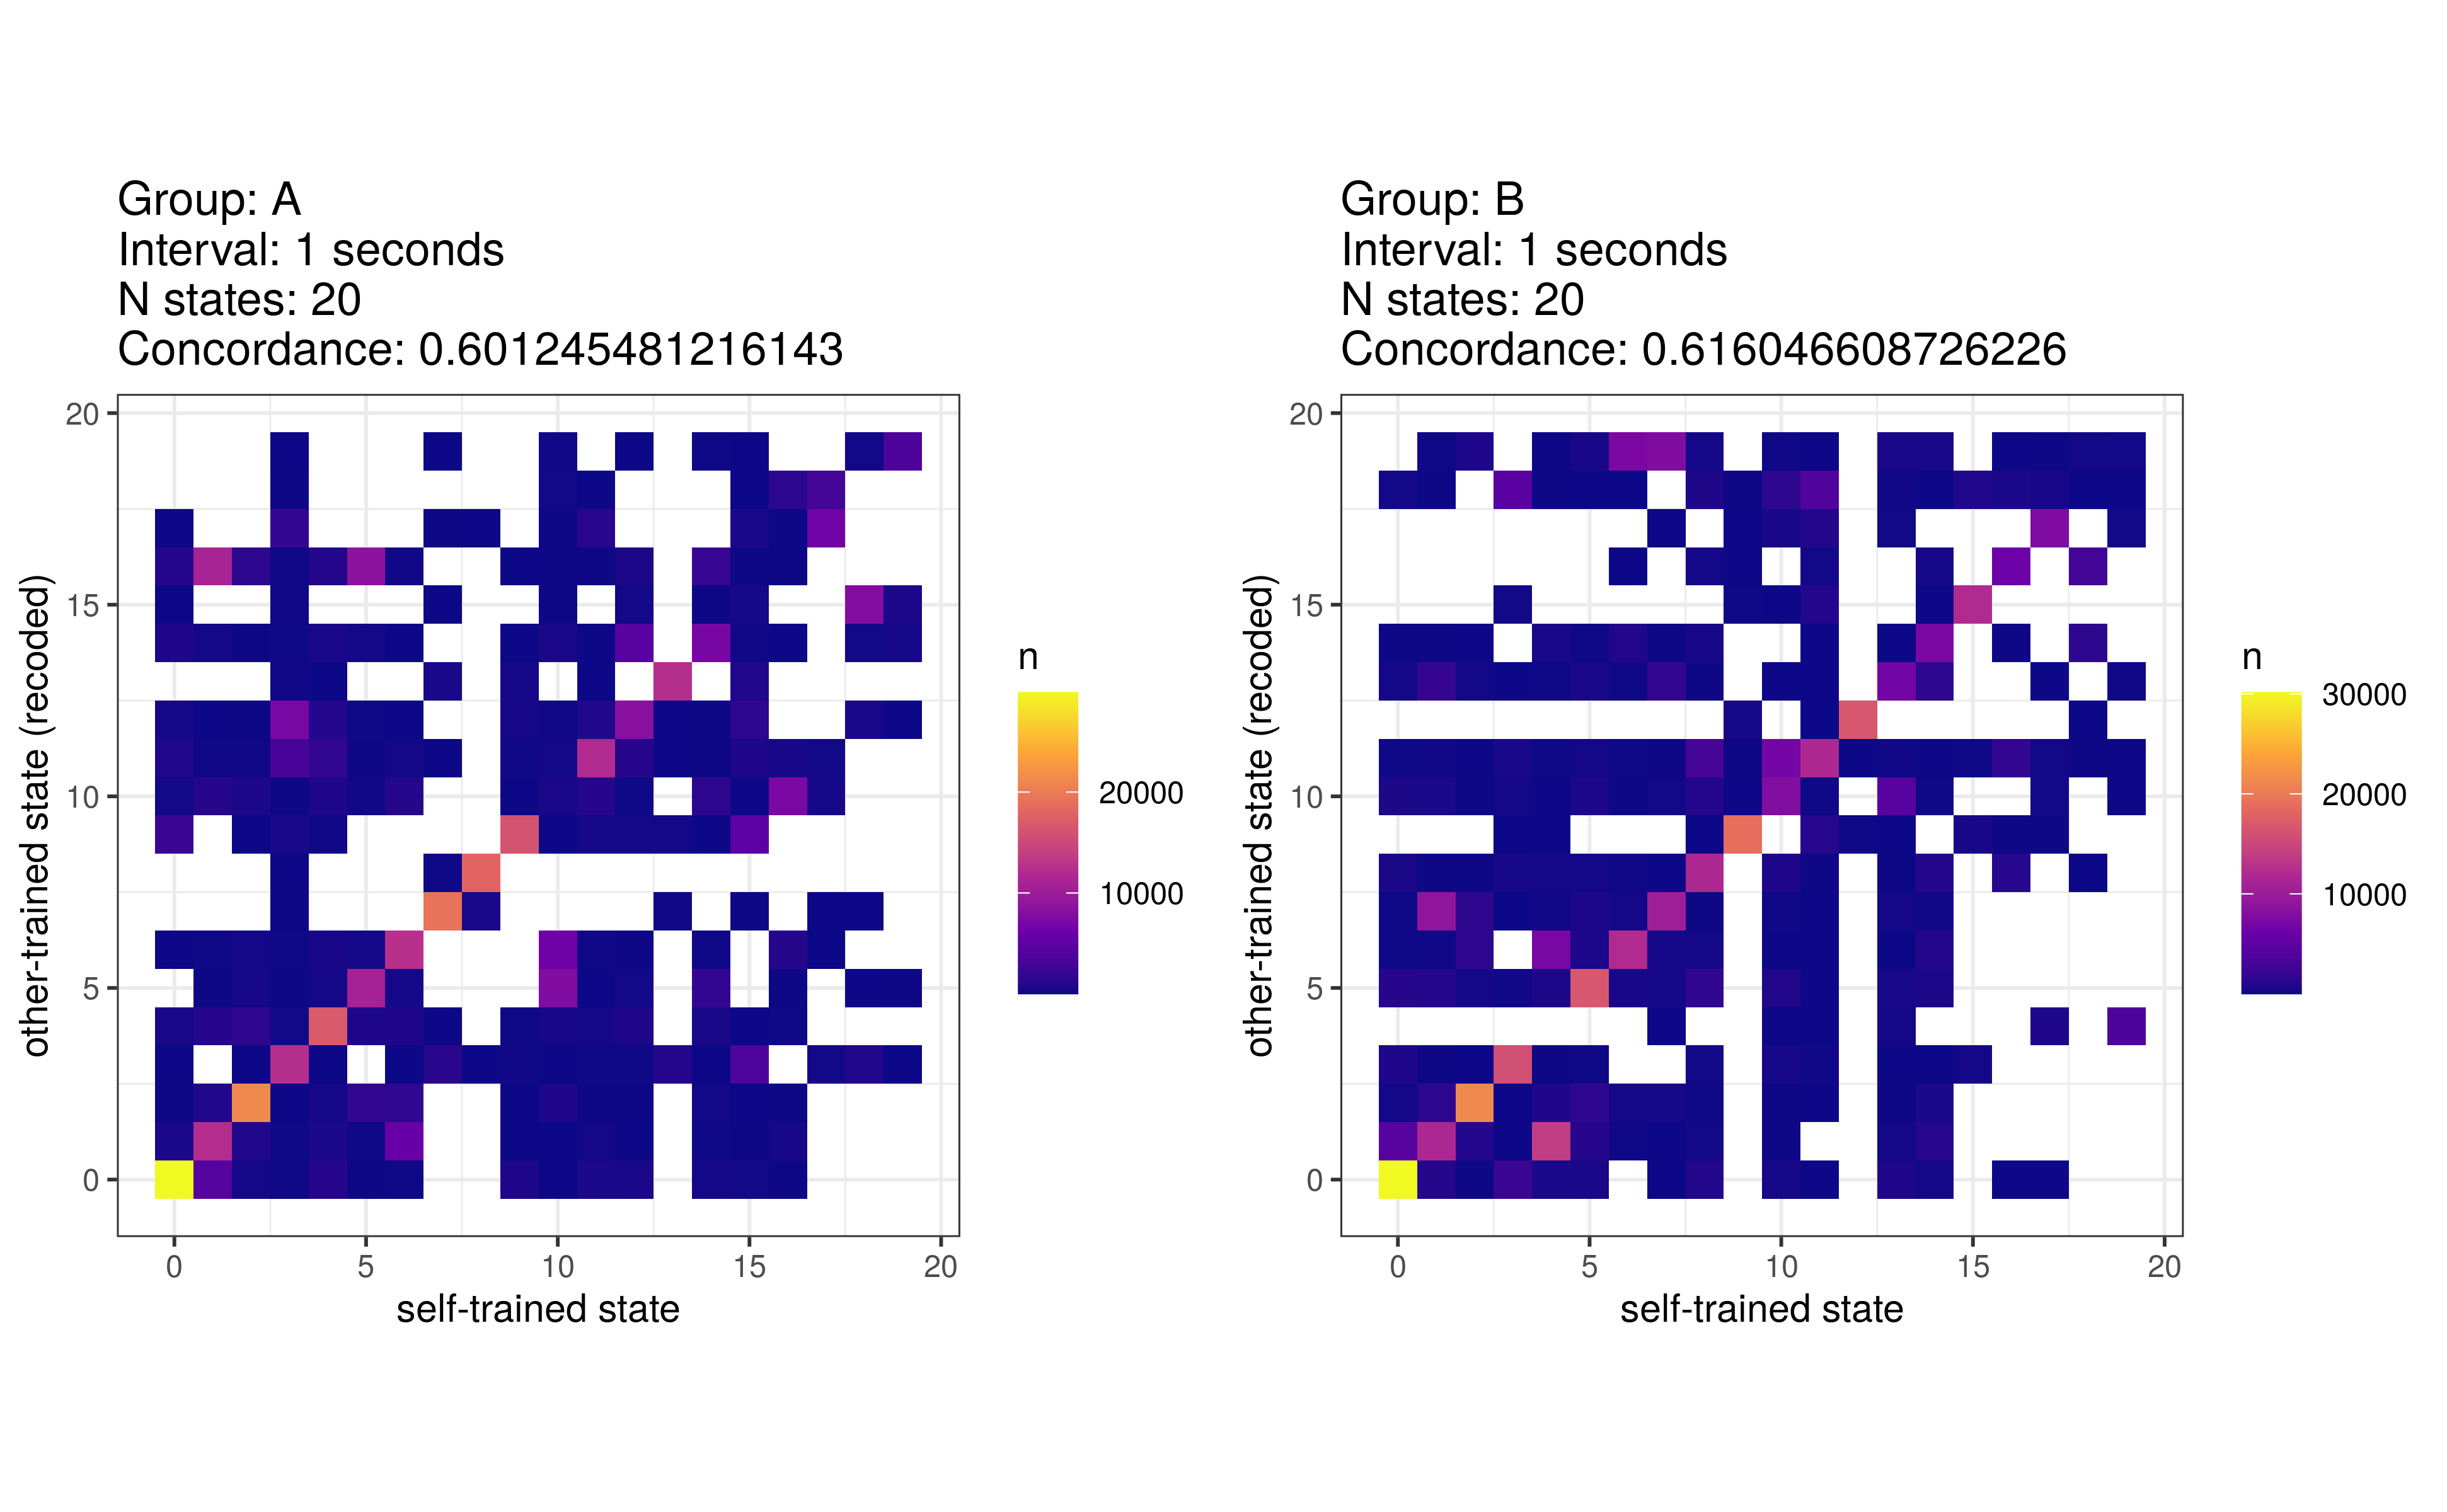 Group: A
Interval: 1 seconds
N states: 20
Concordance: 0.601245481216143
other-trained state (recoded)
20
15
10
5
0
0 5 10 15 20
self-trained state
n
20000
10000
Group: B
Interval: 1 seconds
N states: 20
Concordance: 0.616046608726226
other-trained state (recoded)
20
15
10
5
0
0 5 10 15 20
self-trained state
n
30000
20000
10000